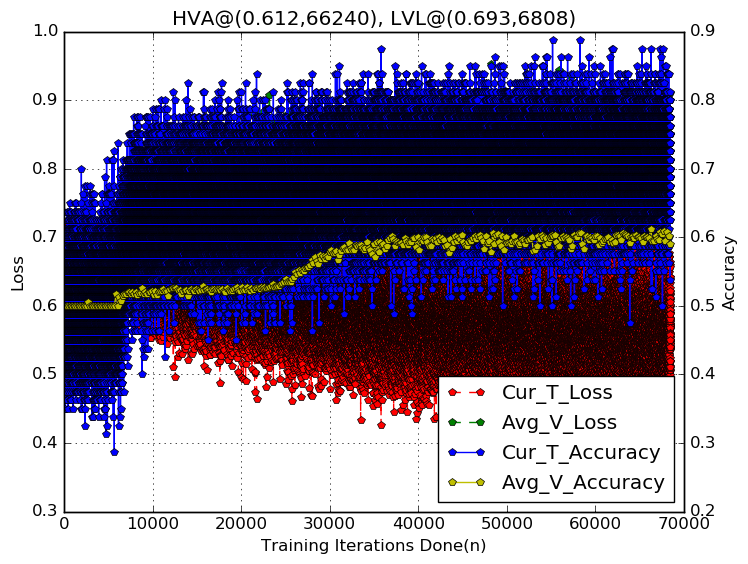 HVA@(0.612,66240), LVL@(0.693,6808)
1.0
0.9
0.8
0.7
0.6
0.5
0.4
0.3
Loss
0.9
0.8
0.7
0.6
0.5
0.4
0.3
0.2
Accuracy
Cur_T_Loss
Avg_V_Loss
Cur_T_Accuracy
Avg_V_Accuracy
0 10000 20000 30000 40000 50000 60000 70000
Training Iterations Done(n)